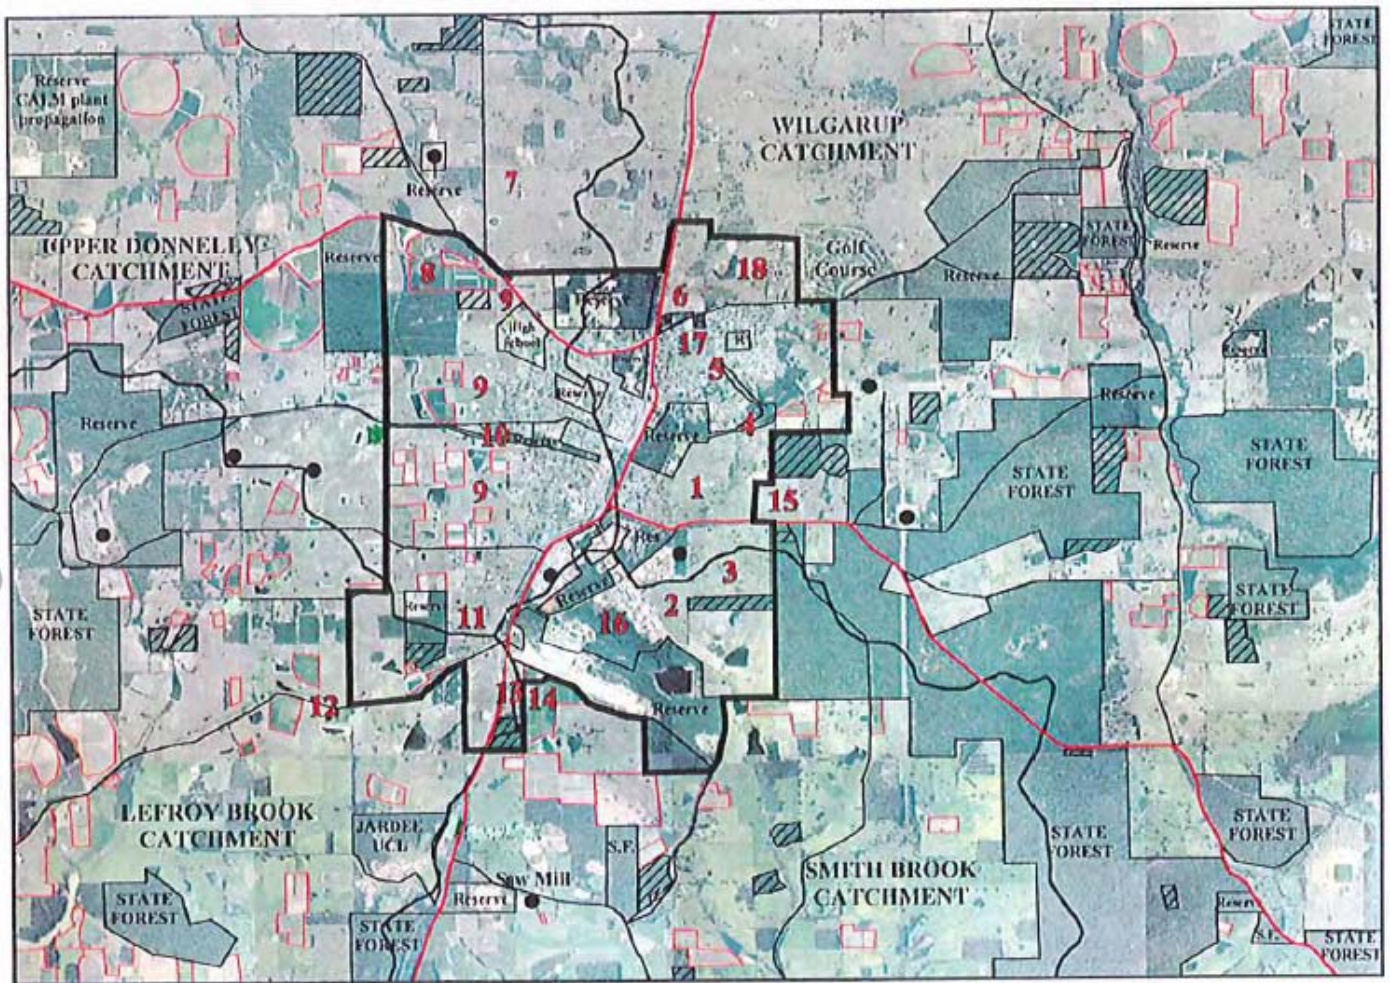 STATE
FOREST
Reserve
CALM plant
propagation
WILGARUP
CATCHMENT
7
Reserve
UPPER DONNELLY
CATCHMENT
Reserve
STATE
FOREST
Reserve
8
18
Golf
Course
Reserve
STATE
FOREST
9
Reserve
6
High
School
17
R
Reserve
5
9
Reserve
Reserve
Reserve
4
10
Reserve
Reserve
STATE
FOREST
STATE
FOREST
9
1
15
Res
3
Reserve
2
STATE
FOREST
STATE
FOREST
Reserve
11
16
12
13
14
Reserve
LEFROY BROOK
CATCHMENT
JARDEE
UCL
S.F.
STATE
FOREST
STATE
FOREST
SMITH BROOK
CATCHMENT
Saw Mill
STATE
FOREST
Reserve
Reserve
STATE
FOREST
S.F.
STATE
FOREST